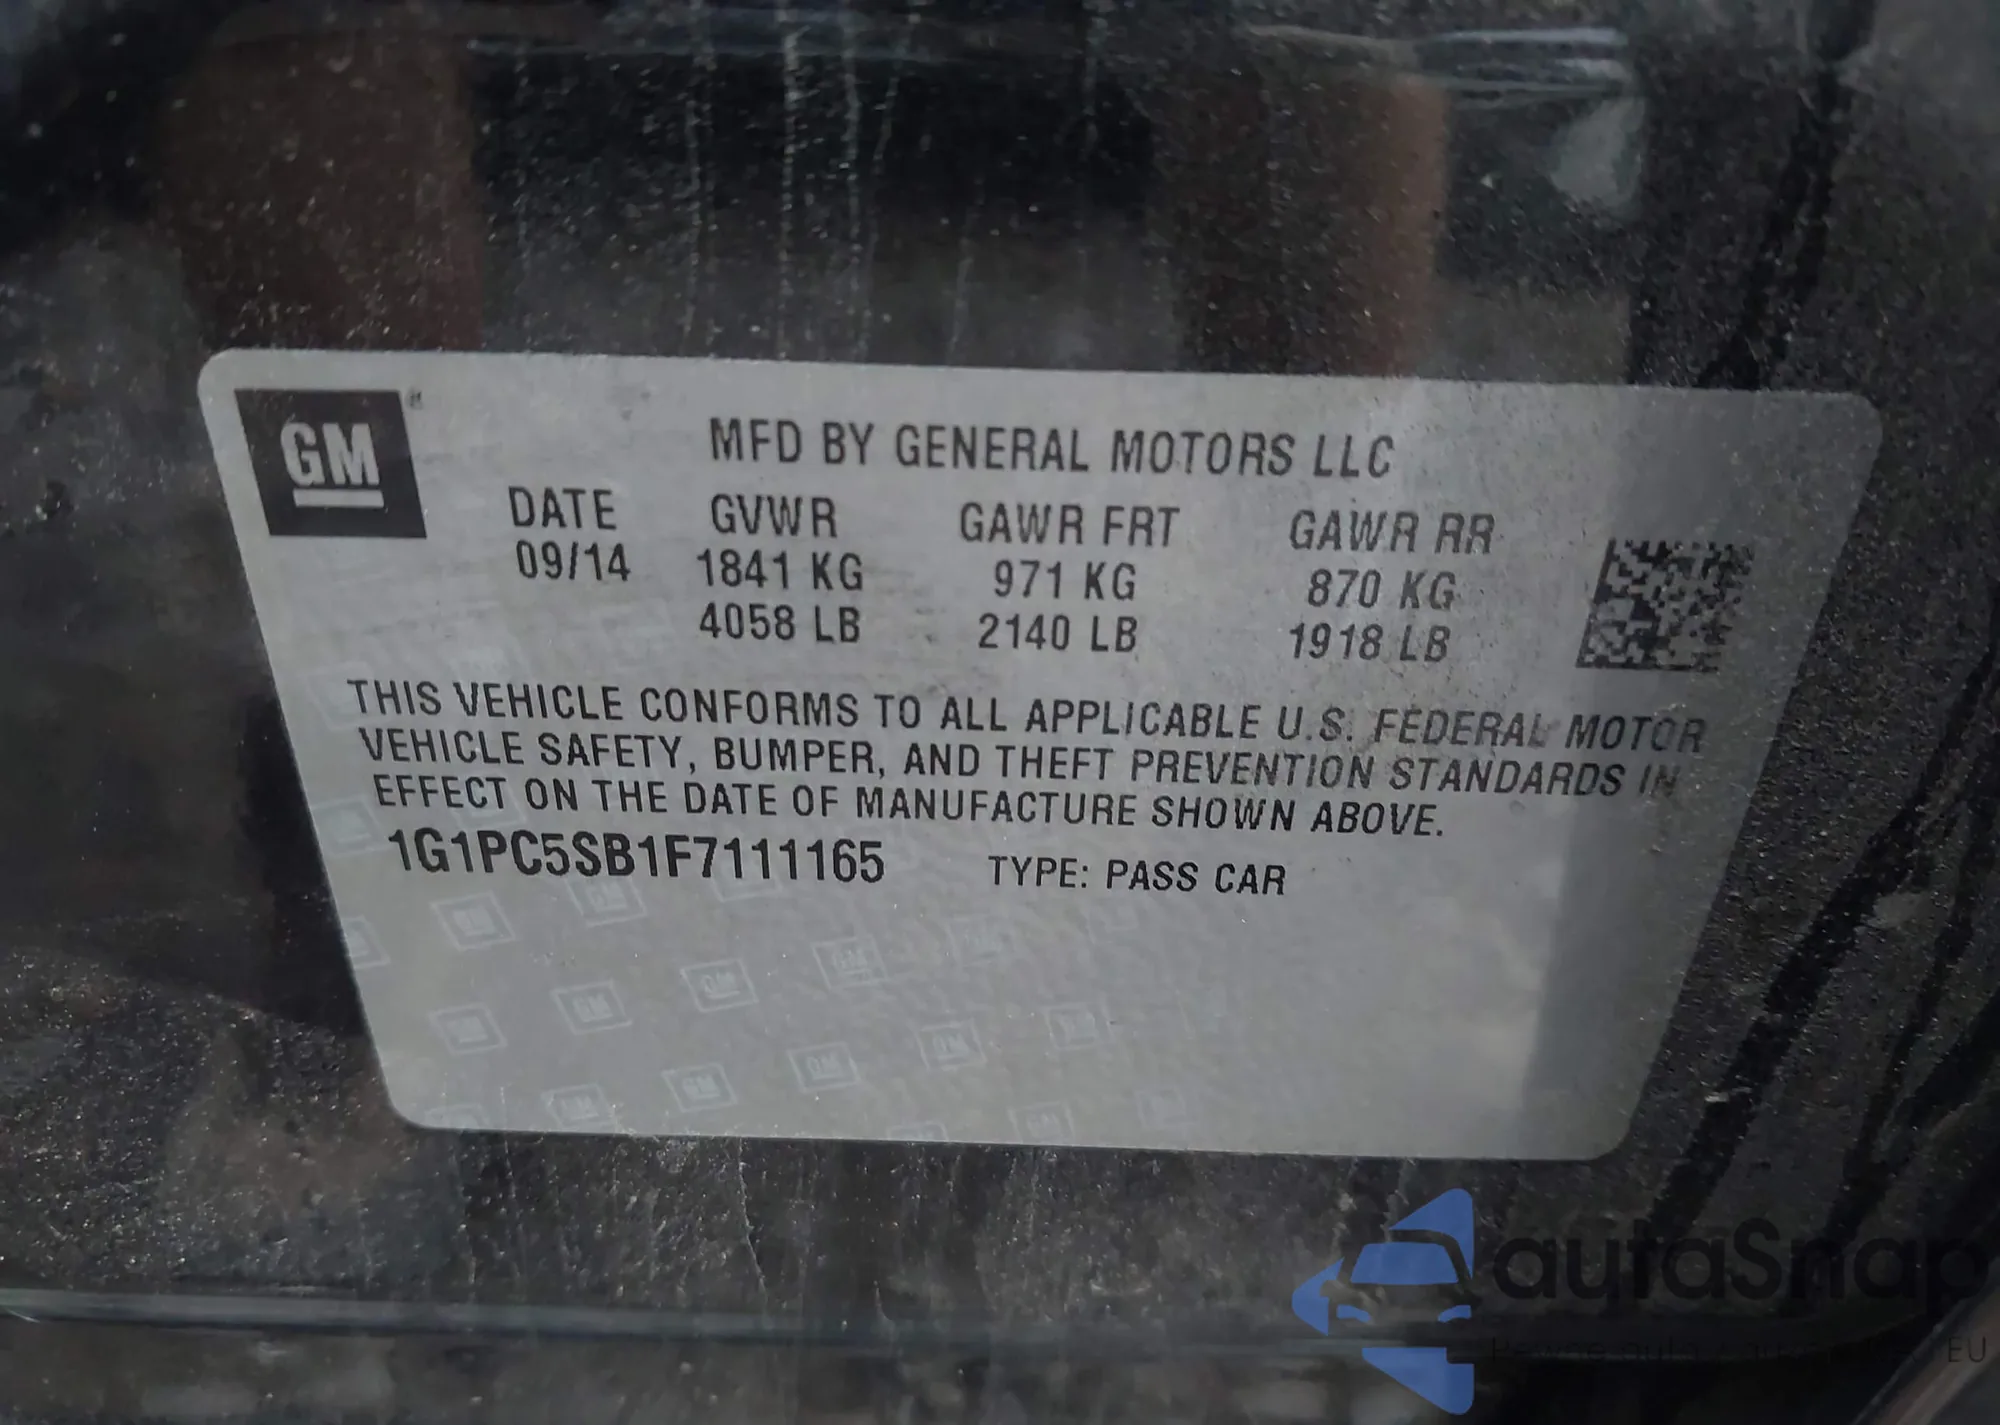 GM
MFD BY GENERAL MOTORS LLC
DATE GVWR GAWR FRT GAWR RR
09/14 1841 KG 971 KG 870 KG
4058 LB 2140 LB 1918 LB
THIS VEHICLE CONFORMS TO ALL APPLICABLE U.S. FEDERAL MOTOR
VEHICLE SAFETY, BUMPER, AND THEFT PREVENTION STANDARDS IN
EFFECT ON THE DATE OF MANUFACTURE SHOWN ABOVE.
1G1PC5SB1F7111165 TYPE: PASS CAR
autaSnap
EU